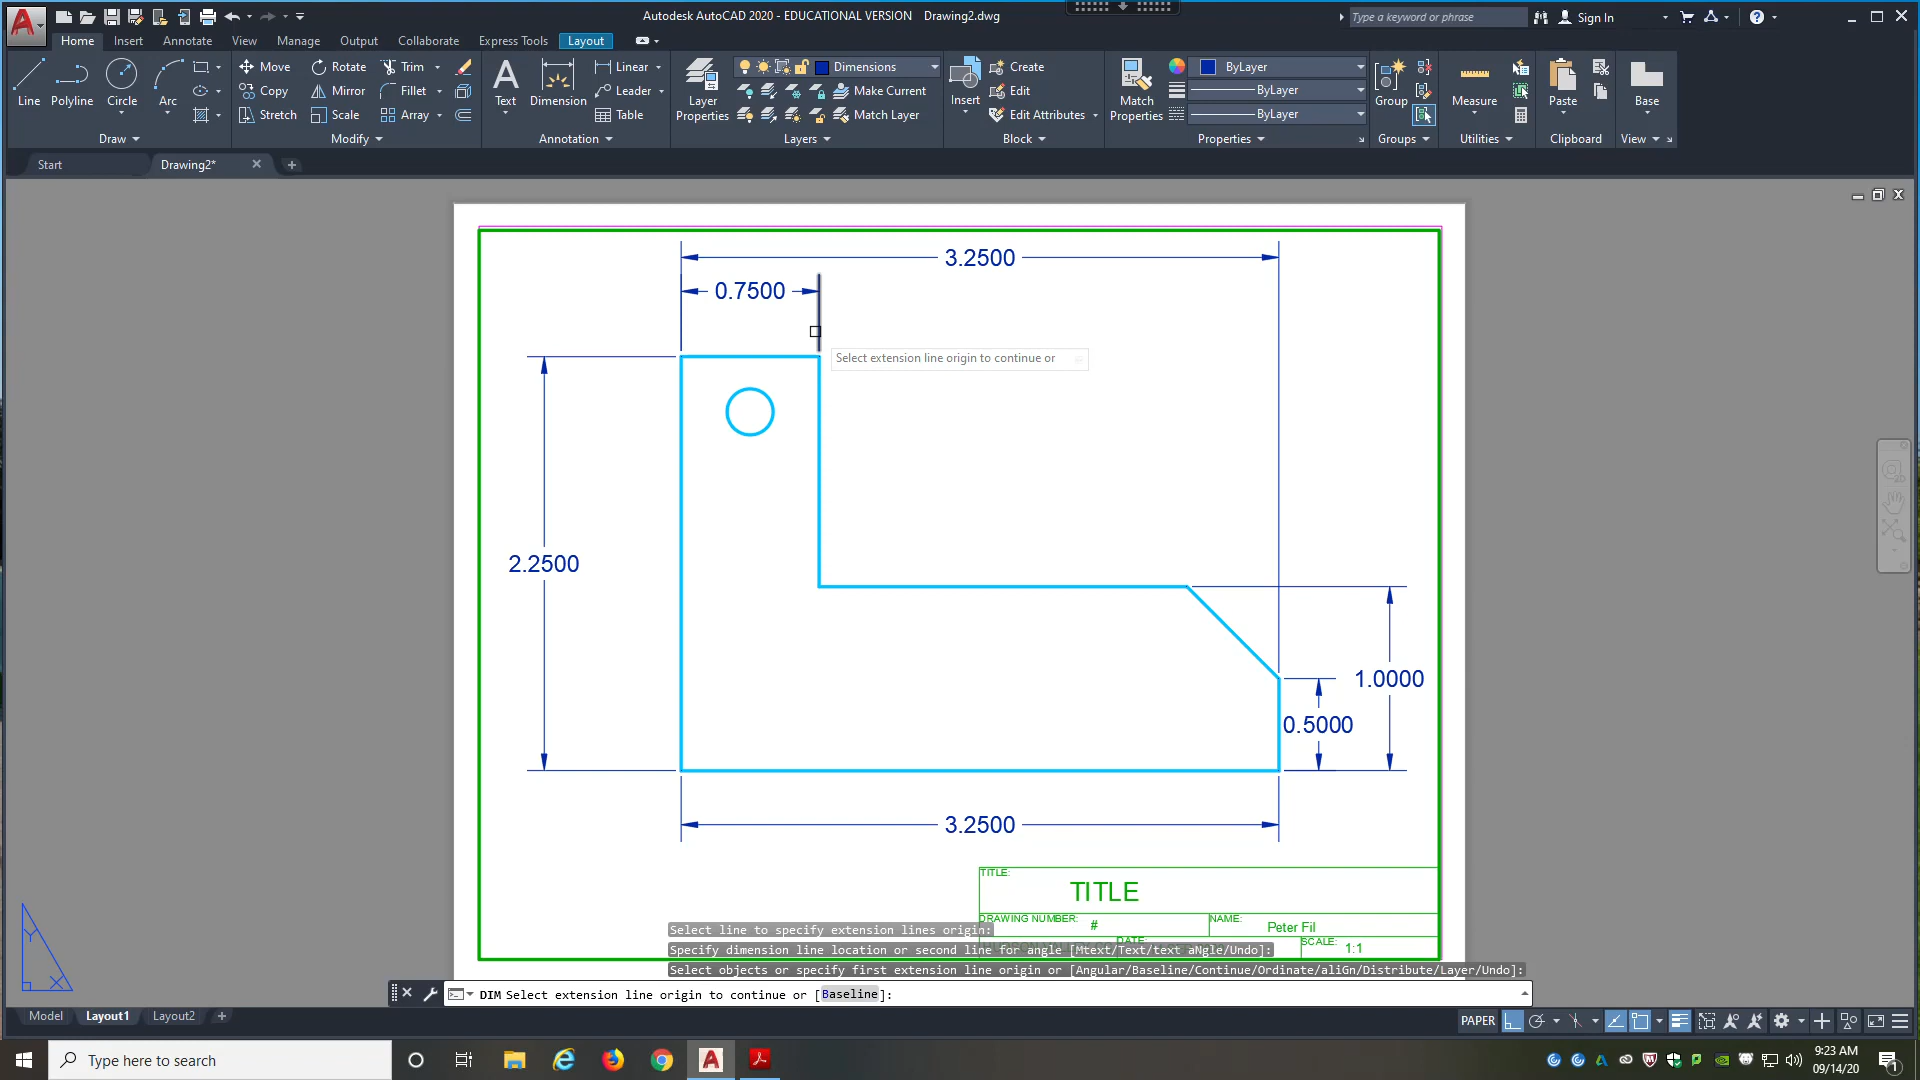 Autodesk AutoCAD 2020 - EDUCATIONAL VERSION Drawing2.dwg
Type a keyword or phrase
Sign In
Home Insert Annotate View Manage Output Collaborate Express Tools Layout
Line Polyline Circle Arc
Move Rotate Trim
Copy Mirror Fillet
Stretch Scale Array
Text Dimension
Linear
Leader
Table
Layer Properties
Dimensions
Make Current
Match Layer
Insert
Create
Edit
Edit Attributes
Match Properties
ByLayer
ByLayer
ByLayer
Group
Measure
Paste
Base
Draw Modify Annotation Layers Block Properties Groups Utilities Clipboard View
Start Drawing2*
3.2500
0.7500
Select extension line origin to continue or
2.2500
1.0000
0.5000
3.2500
TITLE:
TITLE
DRAWING NUMBER:
#
NAME:
Peter Fil
DATE:
SCALE:
1:1
Select line to specify extension lines origin:
Specify dimension line location or second line for angle [Mtext/Text/text aNgle/Undo]:
Select objects or specify first extension line origin or [Angular/Baseline/Continue/Ordinate/aliGn/Distribute/Layer/Undo]:
DIM Select extension line origin to continue or [Baseline]:
Y
X
Model Layout1 Layout2
PAPER
Type here to search
9:23 AM
09/14/20
1